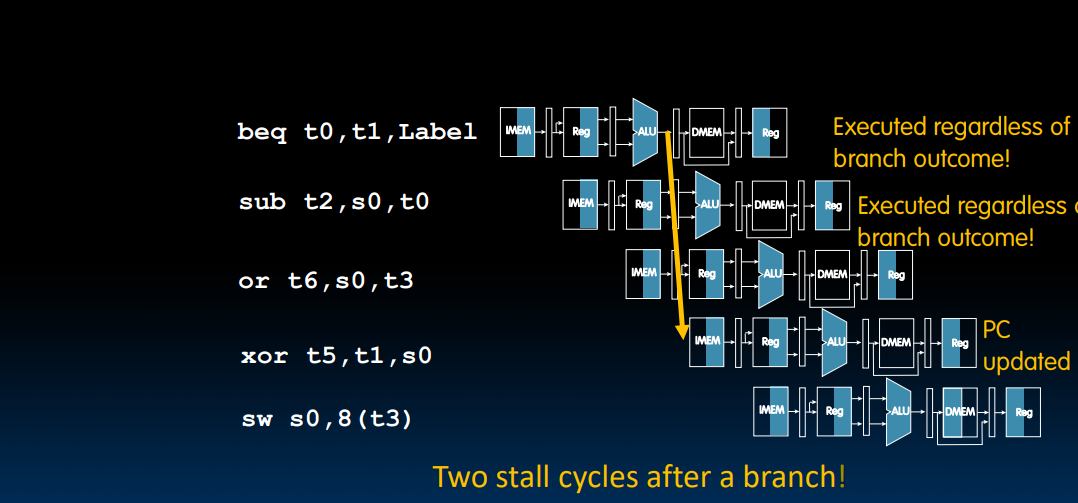 beq t0,t1,Label IMEM Reg ALU DMEM Reg
Executed regardless of
branch outcome!
sub t2,s0,t0 IMEM Reg ALU DMEM Reg
Executed regardless
branch outcome!
or t6,s0,t3 IMEM Reg ALU DMEM Reg
xor t5,t1,s0 IMEM Reg ALU DMEM Reg
PC
updated
sw s0,8(t3) IMEM Reg ALU DMEM Reg
Two stall cycles after a branch!